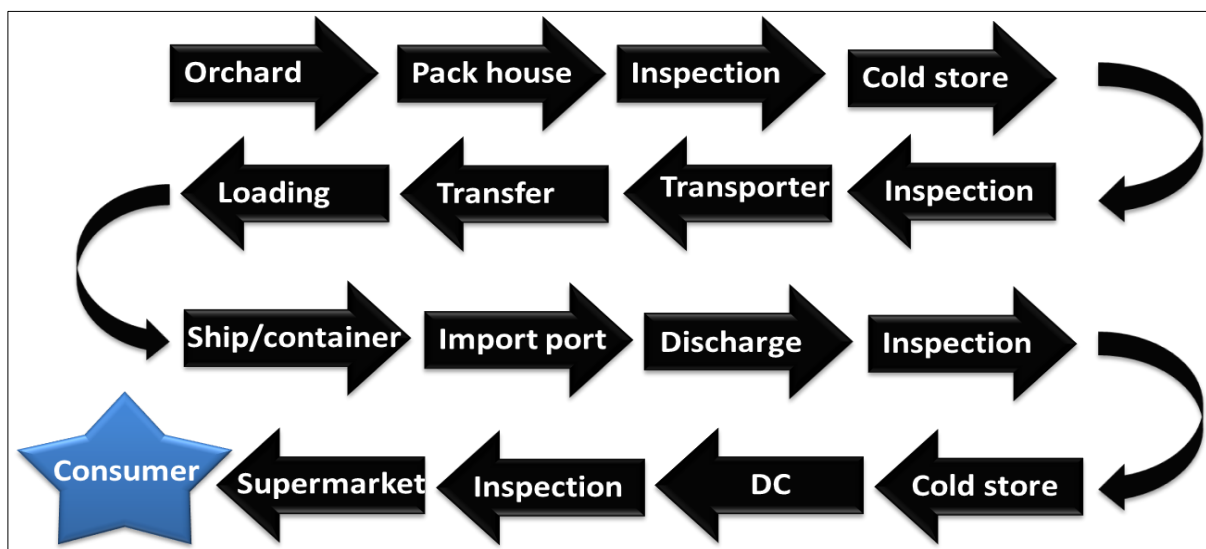 Orchard
Pack house
Inspection
Cold store
Inspection
Transporter
Transfer
Loading
Ship/container
Import port
Discharge
Inspection
Cold store
DC
Inspection
Supermarket
Consumer